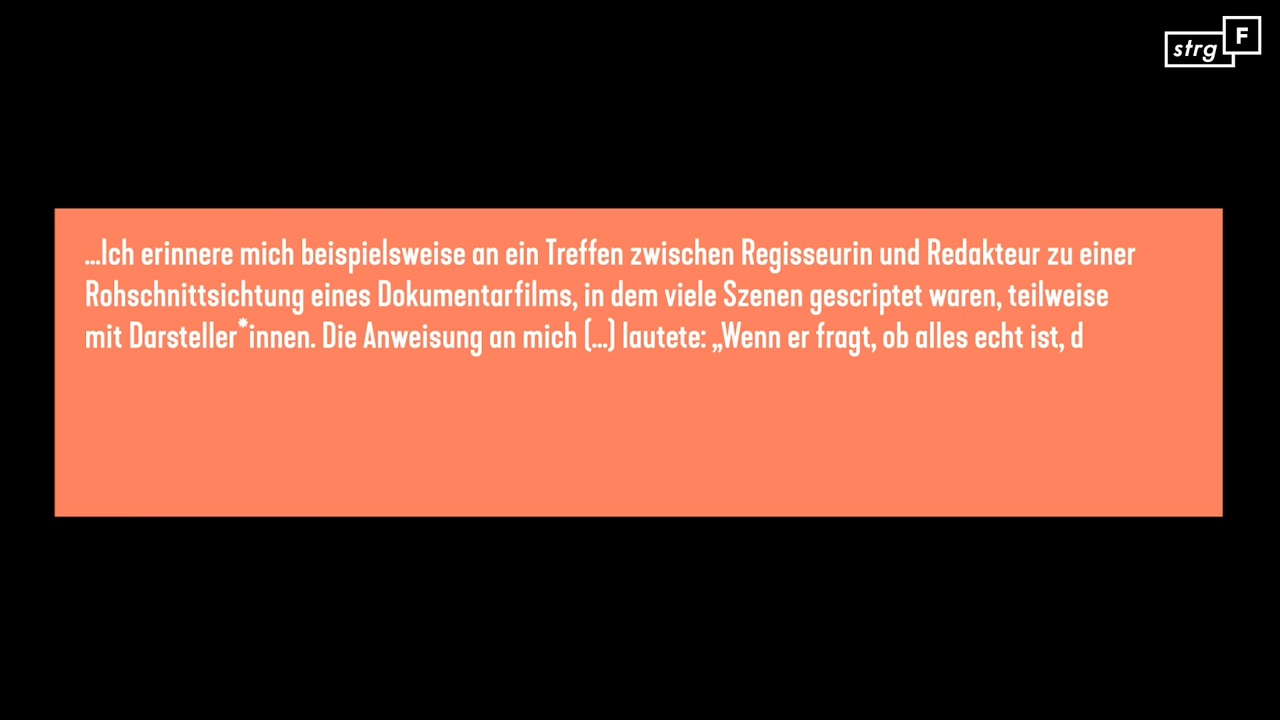 strg F
...Ich erinnere mich beispielsweise an ein Treffen zwischen Regisseurin und Redakteur zu einer
Rohschnittsichtung eines Dokumentarfilms, in dem viele Szenen gescriptet waren, teilweise
mit Darsteller*innen. Die Anweisung an mich (...) lautete: „Wenn er fragt, ob alles echt ist, d